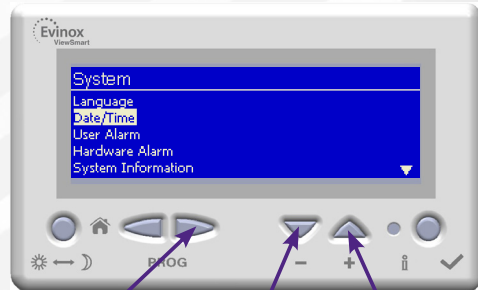 Evinox
ViewSmart
System
Language
Date/Time
User Alarm
Hardware Alarm
System Information
PROG
- +